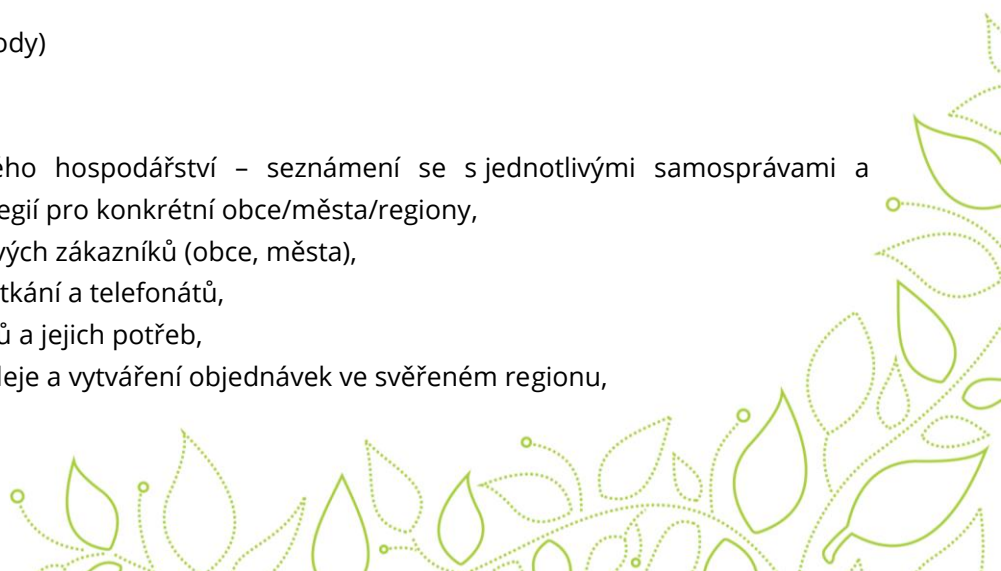 ody)
ého hospodářství – seznámení se s jednotlivými samosprávami a
egií pro konkrétní obce/města/regiony,
vých zákazníků (obce, města),
tkání a telefonátů,
ů a jejich potřeb,
leje a vytváření objednávek ve svěřeném regionu,